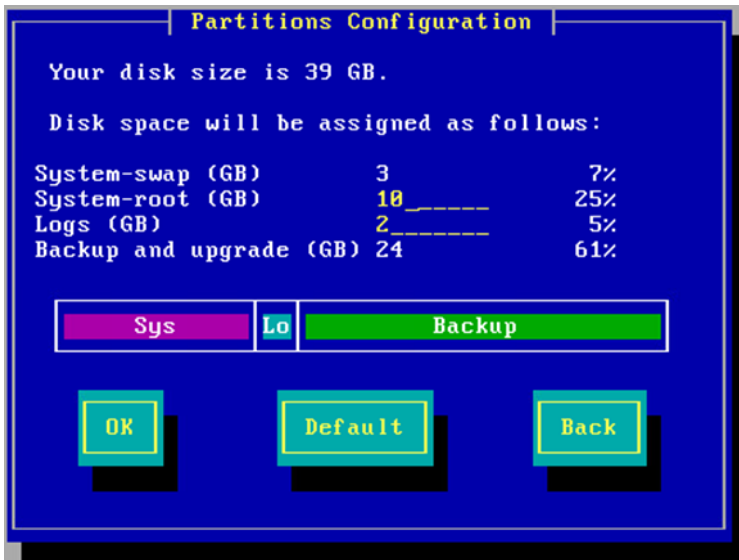 Partitions Configuration
Your disk size is 39 GB.
Disk space will be assigned as follows:
System-swap (GB) 3 7%
System-root (GB) 10______ 25%
Logs (GB) 2_______ 5%
Backup and upgrade (GB) 24 61%
Sys Lo Backup
OK Default Back